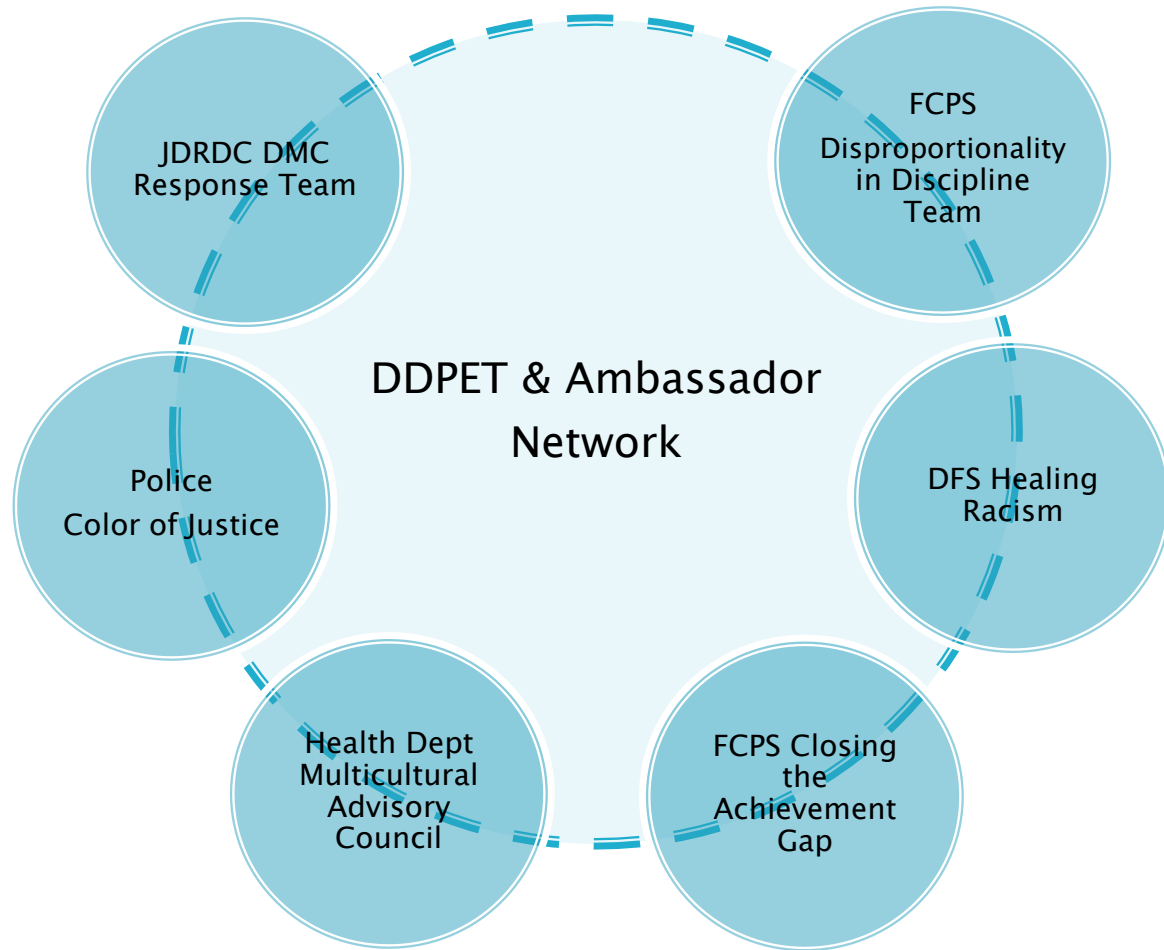 JDRDC DMC
Response Team
FCPS
Disproportionality
in Discipline
Team
DDPET & Ambassador
Network
Police
Color of Justice
DFS Healing
Racism
Health Dept
Multicultural
Advisory
Council
FCPS Closing
the
Achievement
Gap